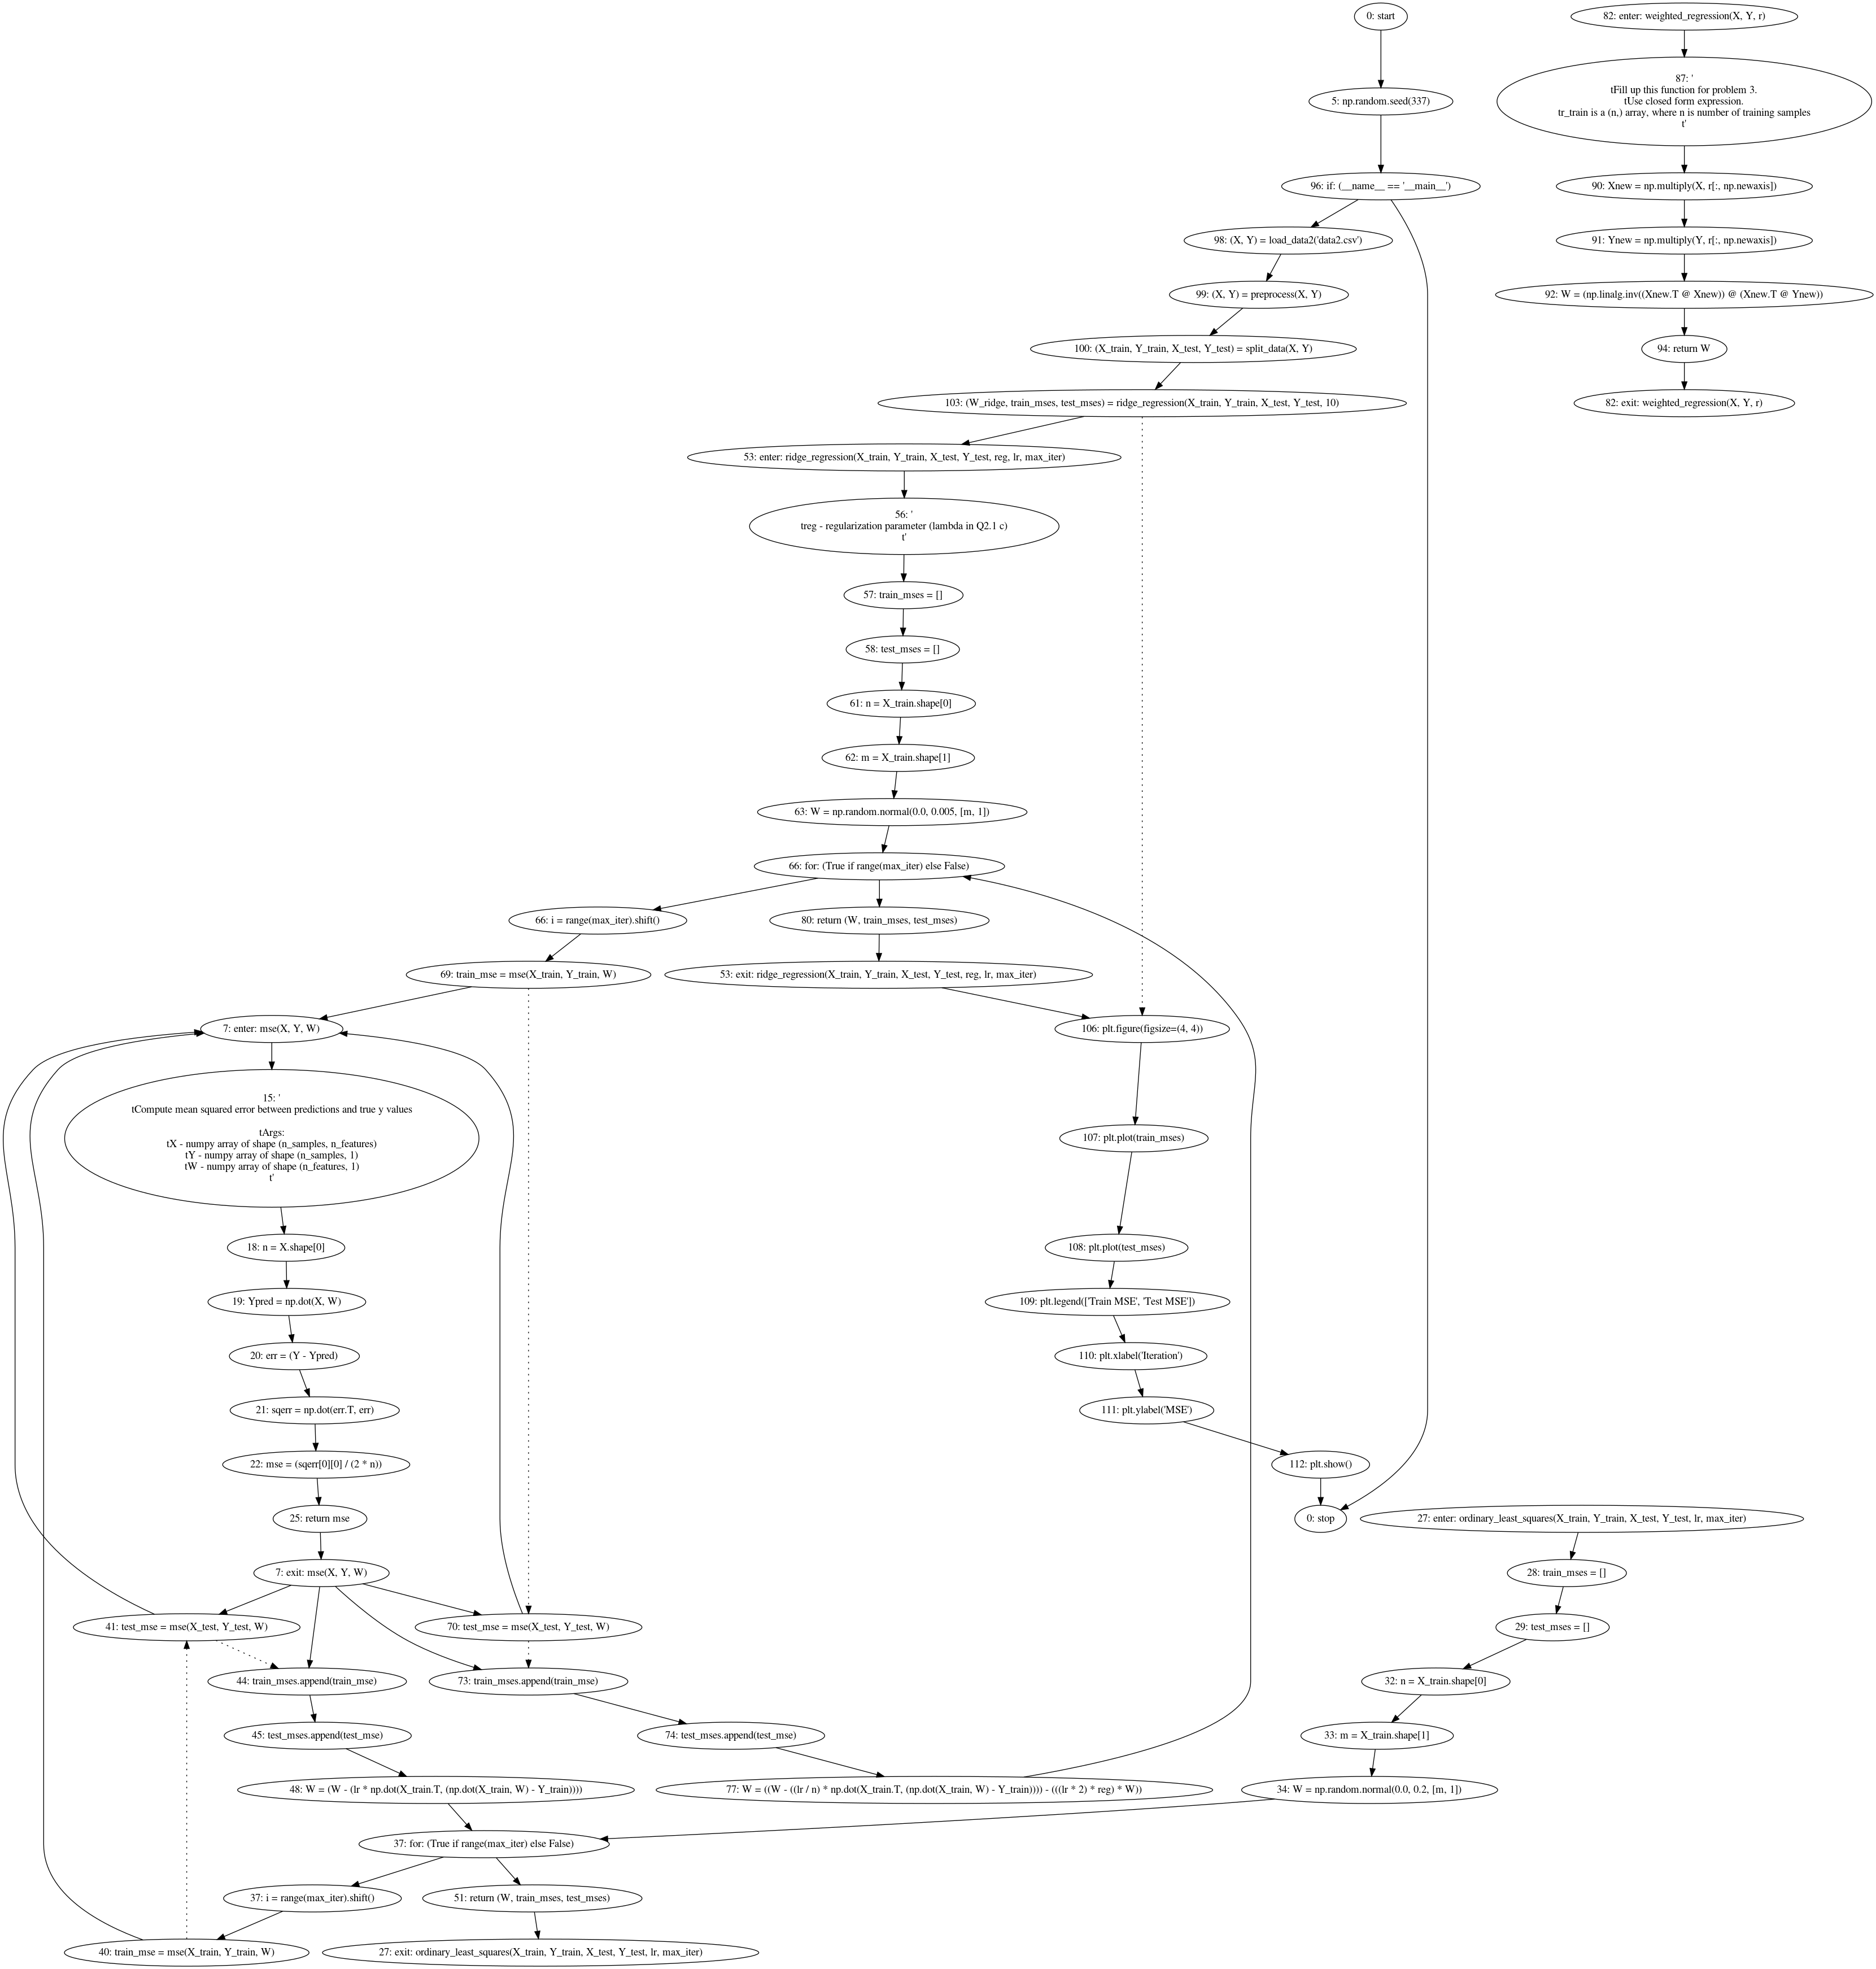 0: start
82: enter: weighted_regression(X, Y, r)
5: np.random.seed(337)
87: '
tFill up this function for problem 3.
tUse closed form expression.
tr_train is a (n,) array, where n is number of training samples
t'
96: if: (__name__ == '__main__')
90: Xnew = np.multiply(X, r[:, np.newaxis])
98: (X, Y) = load_data2('data2.csv')
91: Ynew = np.multiply(Y, r[:, np.newaxis])
99: (X, Y) = preprocess(X, Y)
92: W = (np.linalg.inv((Xnew.T @ Xnew)) @ (Xnew.T @ Ynew))
100: (X_train, Y_train, X_test, Y_test) = split_data(X, Y)
94: return W
103: (W_ridge, train_mses, test_mses) = ridge_regression(X_train, Y_train, X_test, Y_test, 10)
82: exit: weighted_regression(X, Y, r)
53: enter: ridge_regression(X_train, Y_train, X_test, Y_test, reg, lr, max_iter)
56: '
treg - regularization parameter (lambda in Q2.1 c)
t'
57: train_mses = []
58: test_mses = []
61: n = X_train.shape[0]
62: m = X_train.shape[1]
63: W = np.random.normal(0.0, 0.005, [m, 1])
66: for: (True if range(max_iter) else False)
66: i = range(max_iter).shift()
80: return (W, train_mses, test_mses)
69: train_mse = mse(X_train, Y_train, W)
53: exit: ridge_regression(X_train, Y_train, X_test, Y_test, reg, lr, max_iter)
7: enter: mse(X, Y, W)
106: plt.figure(figsize=(4, 4))
15: '
tCompute mean squared error between predictions and true y values
tArgs:
tX - numpy array of shape (n_samples, n_features)
tY - numpy array of shape (n_samples, 1)
tW - numpy array of shape (n_features, 1)
t'
107: plt.plot(train_mses)
18: n = X.shape[0]
108: plt.plot(test_mses)
19: Ypred = np.dot(X, W)
109: plt.legend(['Train MSE', 'Test MSE'])
20: err = (Y - Ypred)
110: plt.xlabel('Iteration')
21: sqerr = np.dot(err.T, err)
111: plt.ylabel('MSE')
22: mse = (sqerr[0][0] / (2 * n))
112: plt.show()
25: return mse
0: stop
27: enter: ordinary_least_squares(X_train, Y_train, X_test, Y_test, lr, max_iter)
7: exit: mse(X, Y, W)
28: train_mses = []
41: test_mse = mse(X_test, Y_test, W)
70: test_mse = mse(X_test, Y_test, W)
29: test_mses = []
44: train_mses.append(train_mse)
73: train_mses.append(train_mse)
32: n = X_train.shape[0]
45: test_mses.append(test_mse)
74: test_mses.append(test_mse)
33: m = X_train.shape[1]
48: W = (W - (lr * np.dot(X_train.T, (np.dot(X_train, W) - Y_train))))
77: W = ((W - ((lr / n) * np.dot(X_train.T, (np.dot(X_train, W) - Y_train)))) - (((lr * 2) * reg) * W))
34: W = np.random.normal(0.0, 0.2, [m, 1])
37: for: (True if range(max_iter) else False)
37: i = range(max_iter).shift()
51: return (W, train_mses, test_mses)
40: train_mse = mse(X_train, Y_train, W)
27: exit: ordinary_least_squares(X_train, Y_train, X_test, Y_test, lr, max_iter)